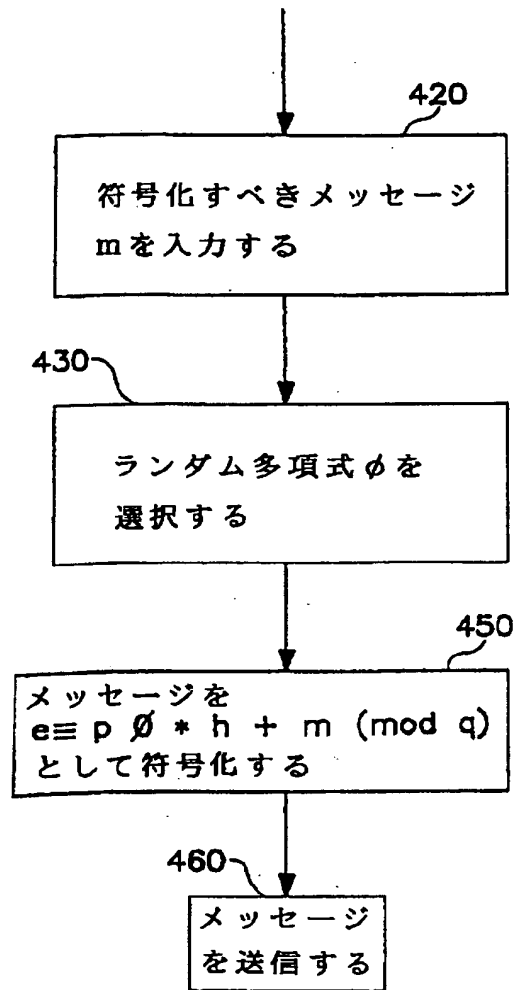 420
符号化すべきメッセージ
mを入力する
430
ランダム多項式φを
選択する
450
メッセージを
e≡ p Ø * h + m (mod q)
として符号化する
460
メッセージ
を送信する